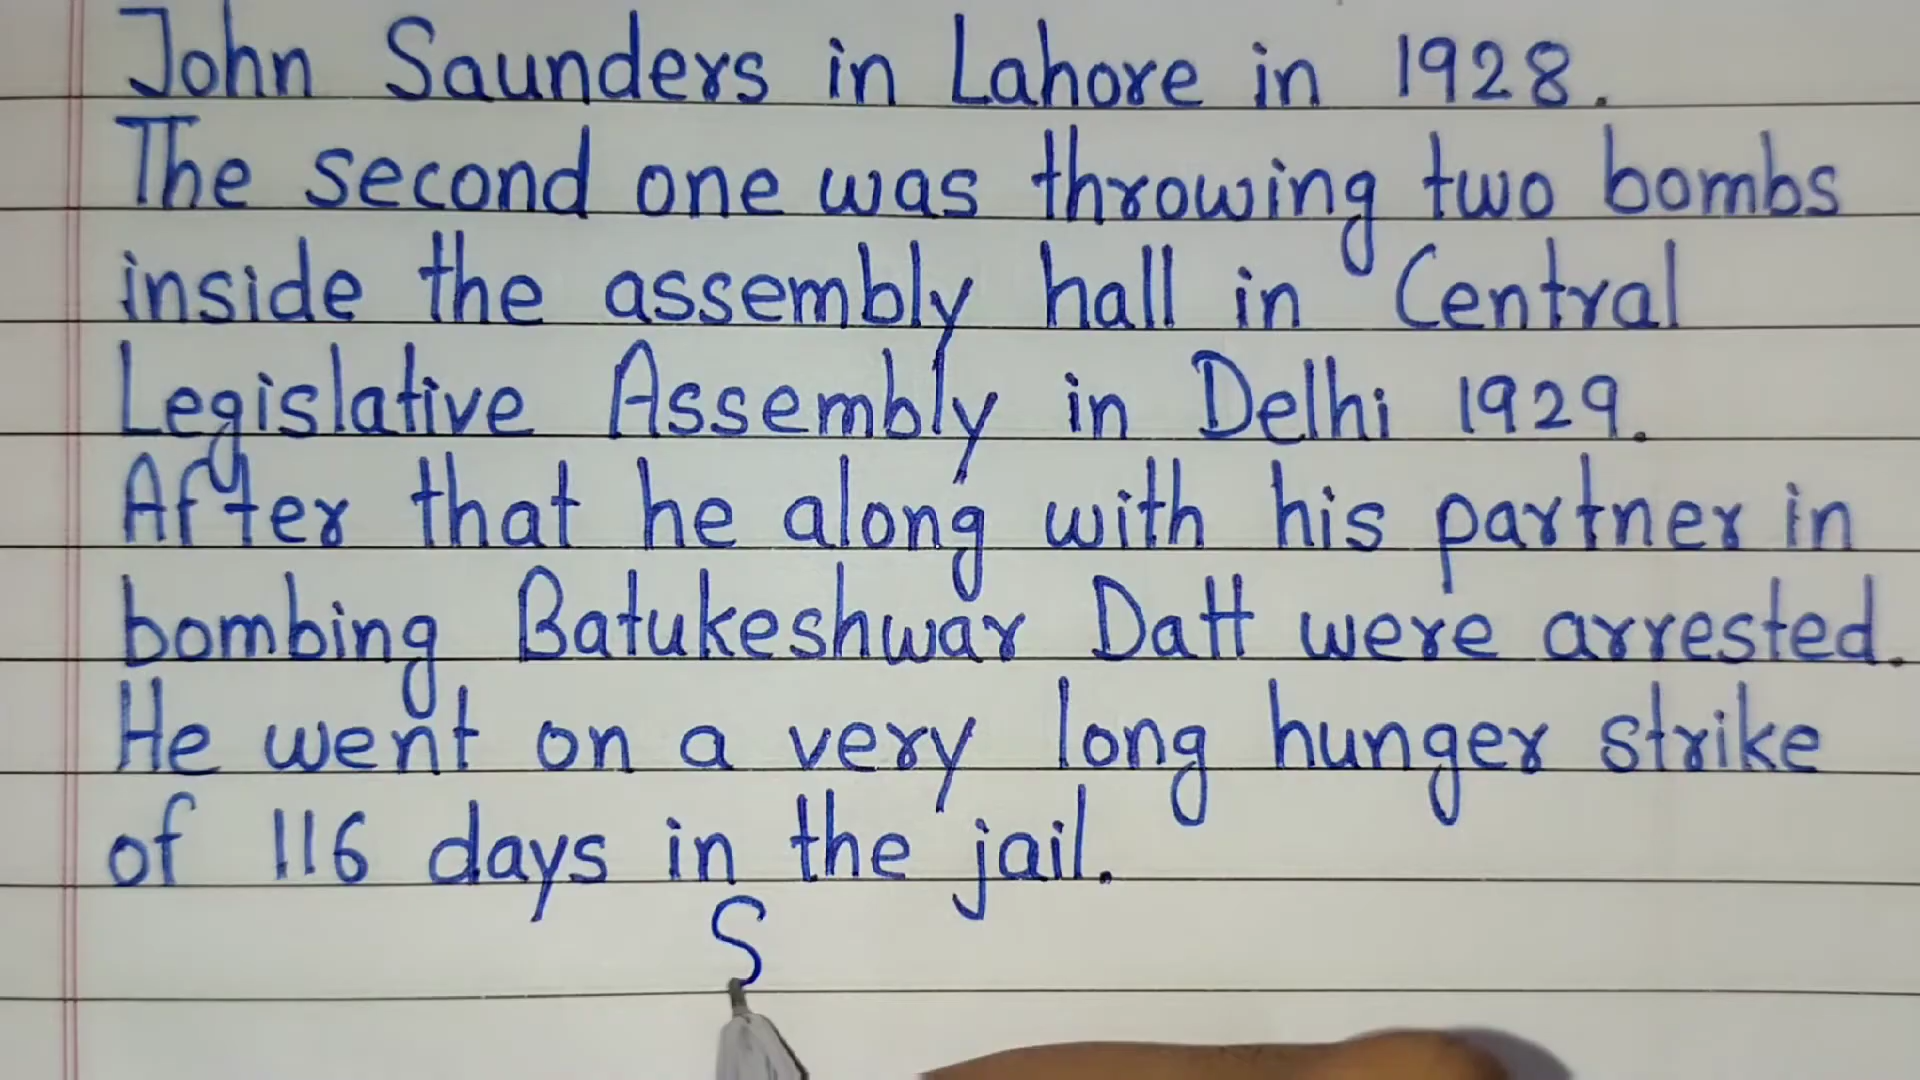 John Saunders in Lahore in 1928.
The second one was throwing two bombs
inside the assembly hall in Central
Legislative Assembly in Delhi 1929.
After that he along with his partner in
bombing Batukeshwar Datt were arrested.
He went on a very long hunger strike
of 116 days in the jail.
S